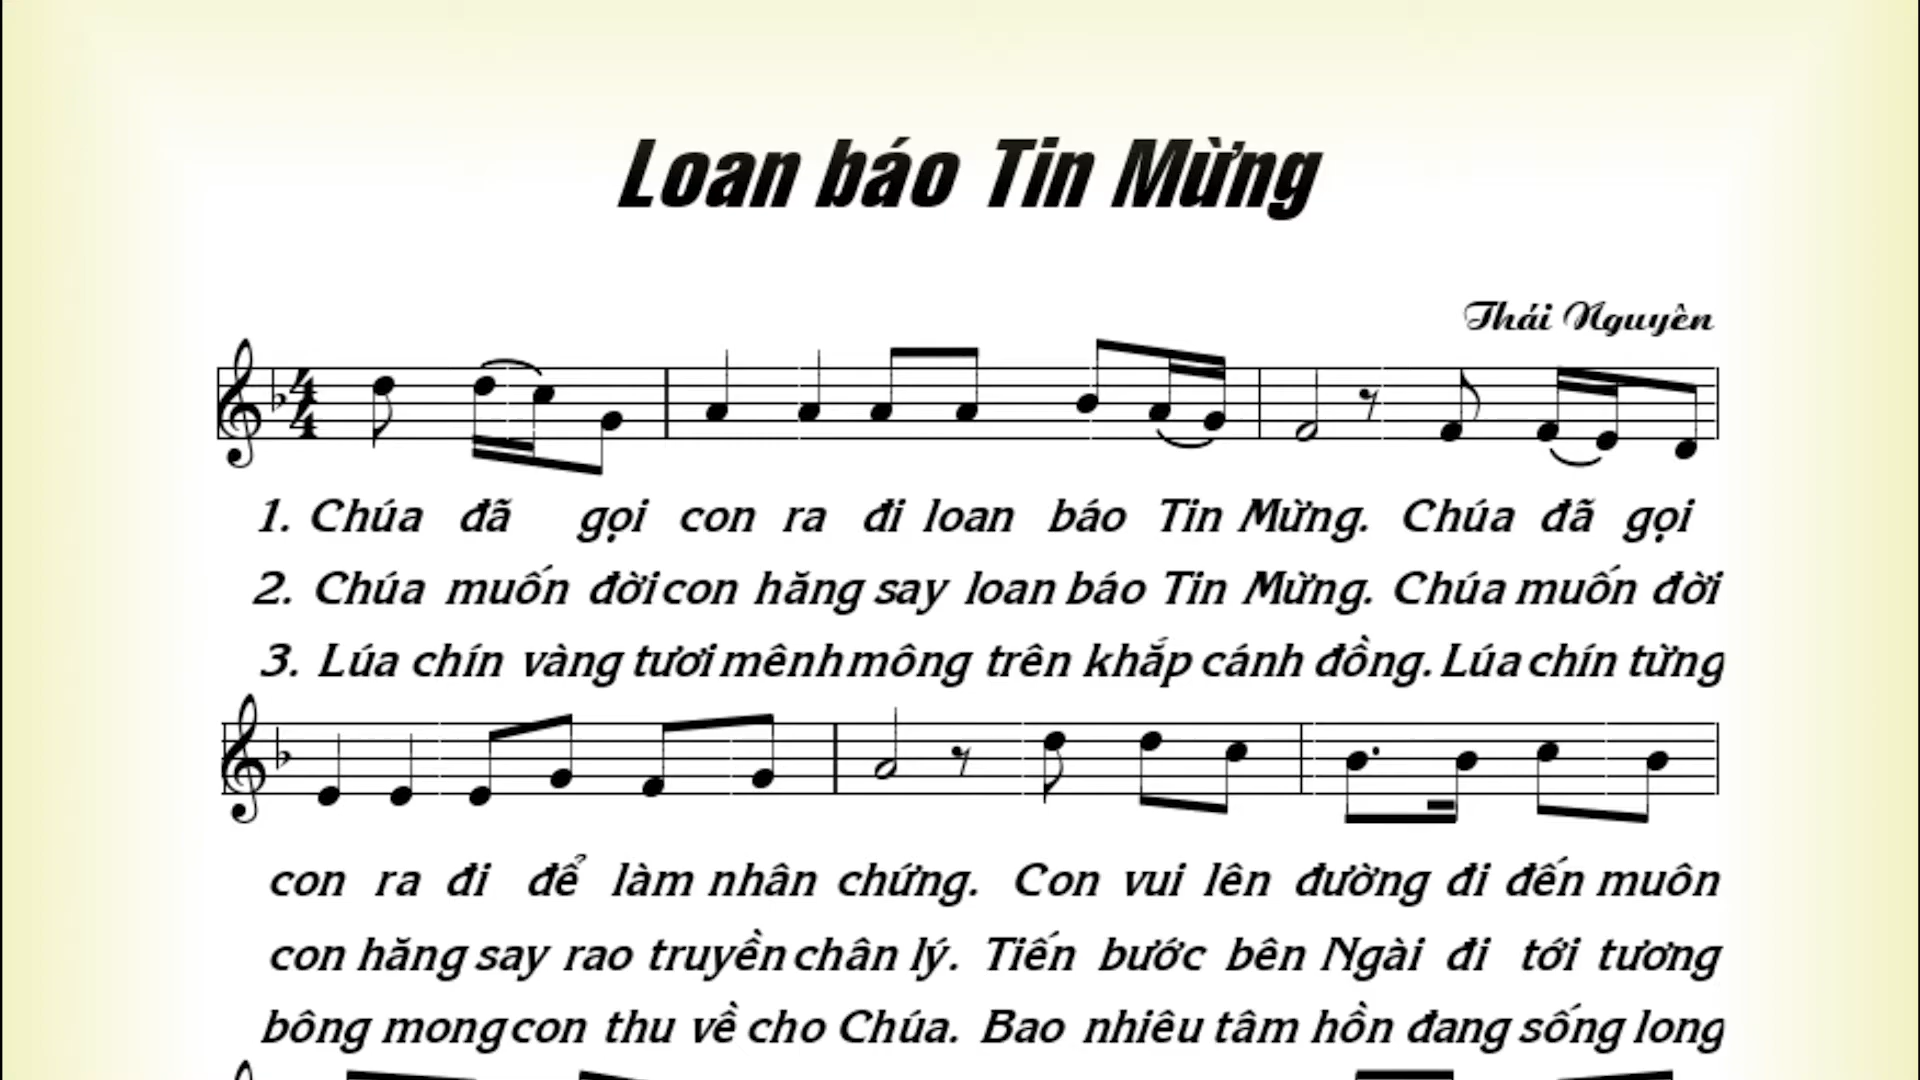 Loan báo Tin Mừng
Thái Nguyên
4
4
1. Chúa đã gọi con ra đi loan báo Tin Mừng. Chúa đã gọi
2. Chúa muốn đời con hăng say loan báo Tin Mừng. Chúa muốn đời
3. Lúa chín vàng tươi mênh mông trên khắp cánh đồng. Lúa chín từng
con ra đi để làm nhân chứng. Con vui lên đường đi đến muôn
con hăng say rao truyền chân lý. Tiến bước bên Ngài đi tới tương
bông mong con thu về cho Chúa. Bao nhiêu tâm hồn đang sống long